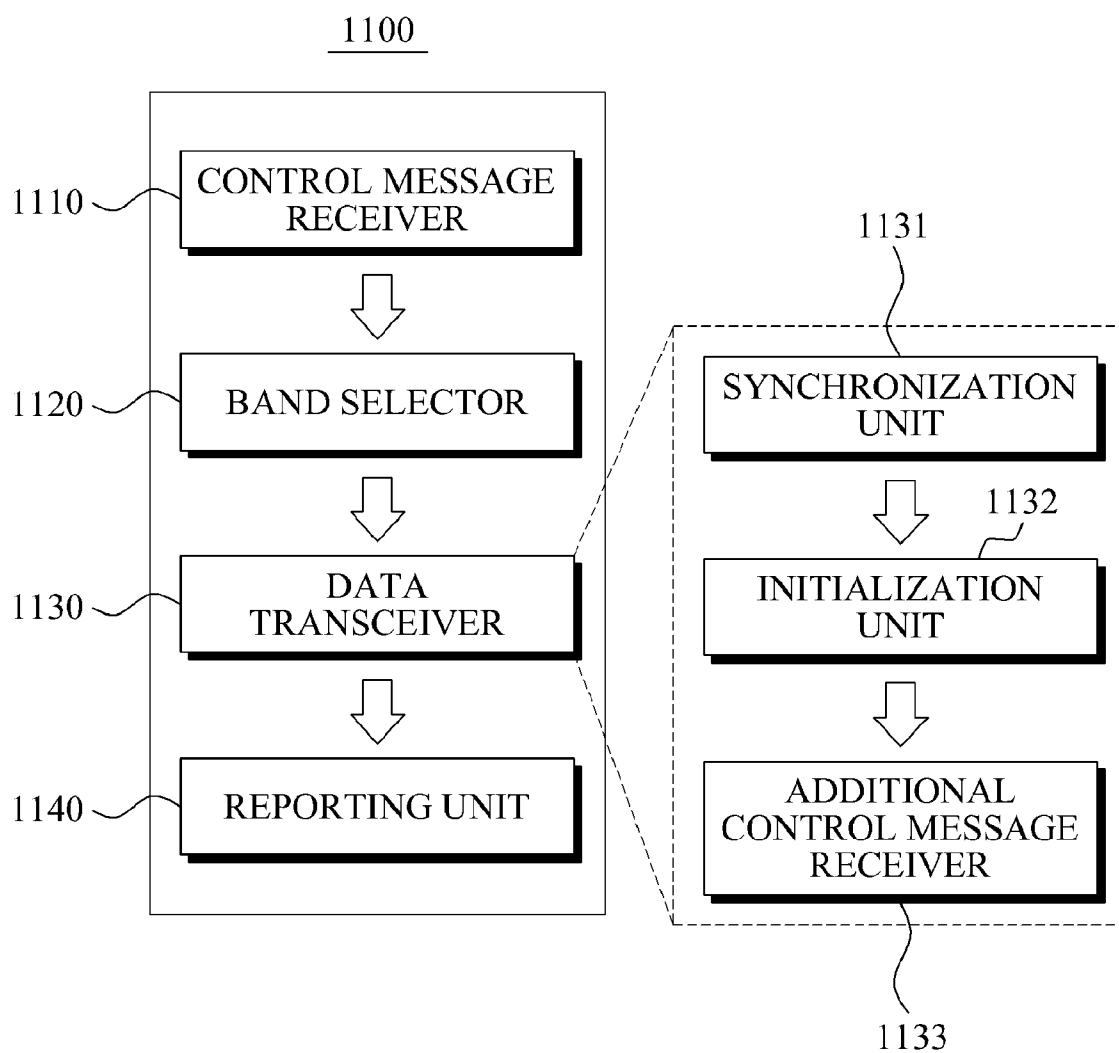 1100
1110
CONTROL MESSAGE
RECEIVER
1120
BAND SELECTOR
1130
DATA
TRANSCEIVER
1140
REPORTING UNIT
1131
SYNCHRONIZATION
UNIT
1132
INITIALIZATION
UNIT
ADDITIONAL
CONTROL MESSAGE
RECEIVER
1133